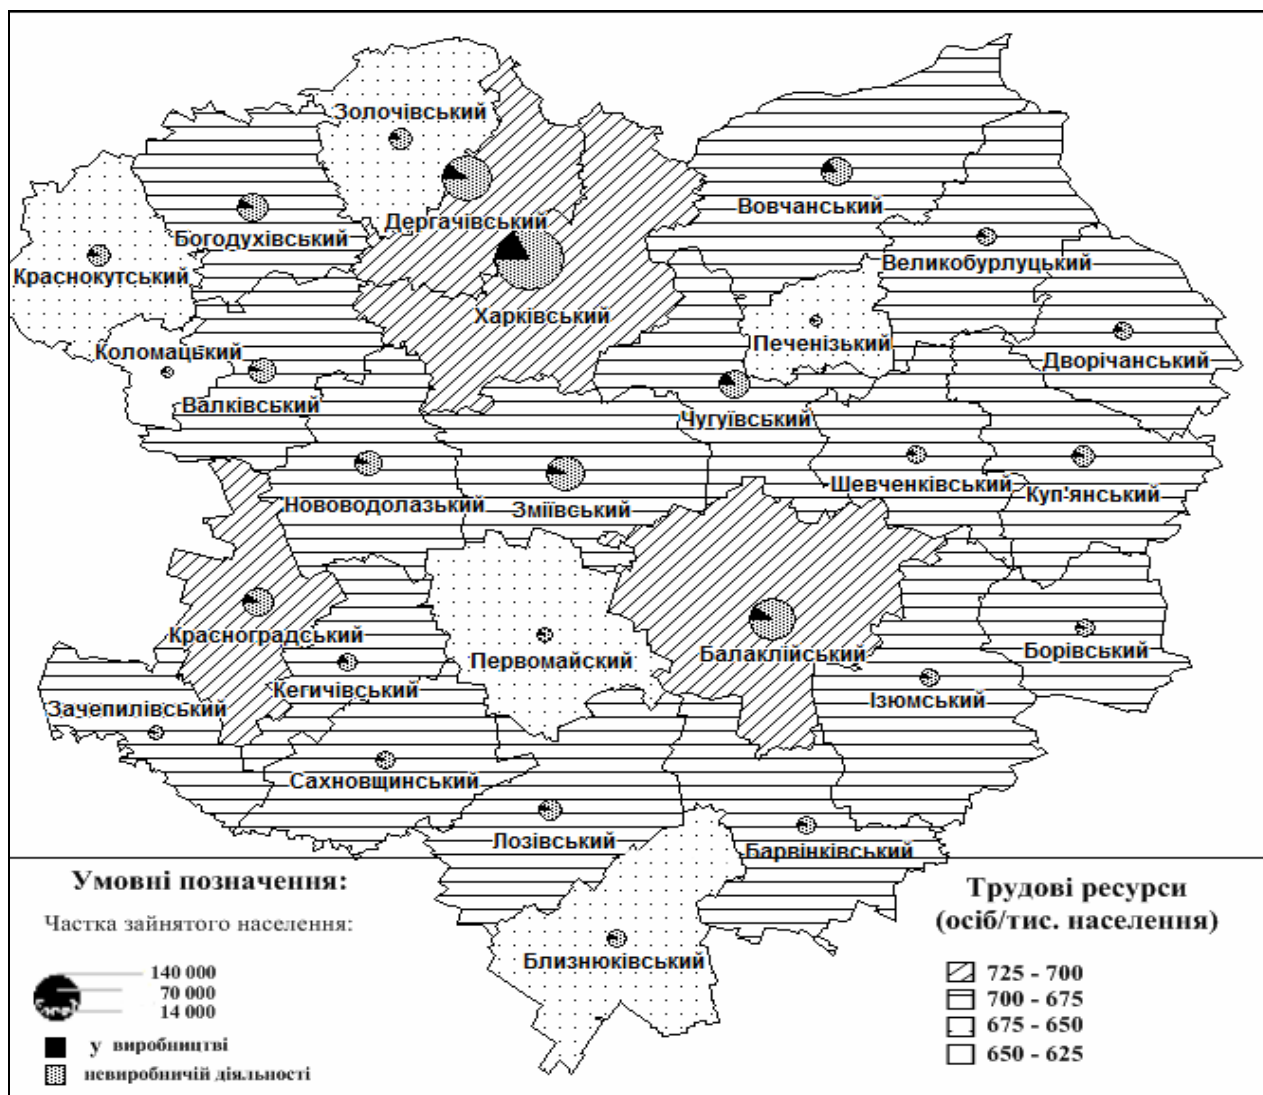 Золочівський
Дергачівський
Вовчанський
Богодухівський
Великобурлуцький
Краснокутський
Харківський
Печенізький
Коломацький
Дворічанський
Валківський
Чугуївський
Шевченківський
Куп'янський
Нововодолазький
Зміївський
Красноградський
Первомайский
Балаклійський
Борівський
Кегичівський
Зачепилівський
Ізюмський
Сахновщинський
Лозівський
Барвінківський
Близнюківський
Умовні позначення:
Частка зайнятого населення:
140 000
70 000
14 000
у виробництві
невиробничій діяльності
Трудові ресурси
(осіб/тис. населення)
725 - 700
700 - 675
675 - 650
650 - 625